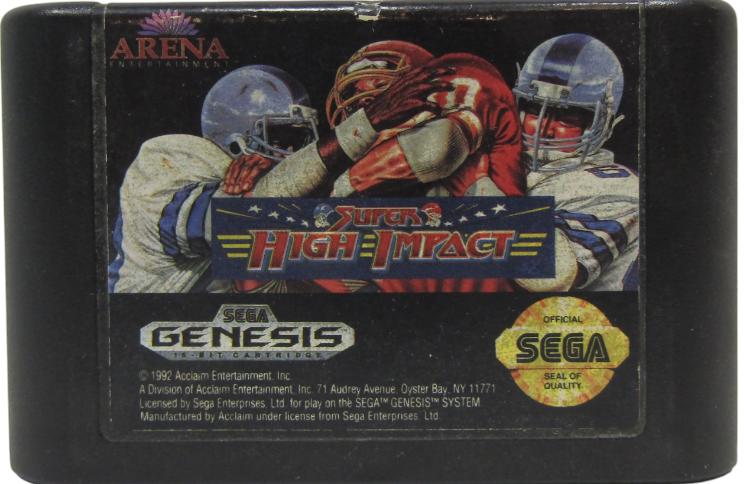 ARENA
ENTERTAINMENT
SUPER
HIGH IMPACT
SEGA
GENESIS
16-BIT CARTRIDGE
OFFICIAL
SEGA
SEAL OF
QUALITY
© 1992 Acclaim Entertainment, Inc.
A Division of Acclaim Entertainment, Inc. 71 Audrey Avenue, Oyster Bay, NY 11771
Licensed by Sega Enterprises, Ltd. for play on the SEGA™ GENESIS™ SYSTEM.
Manufactured by Acclaim under license from Sega Enterprises, Ltd.